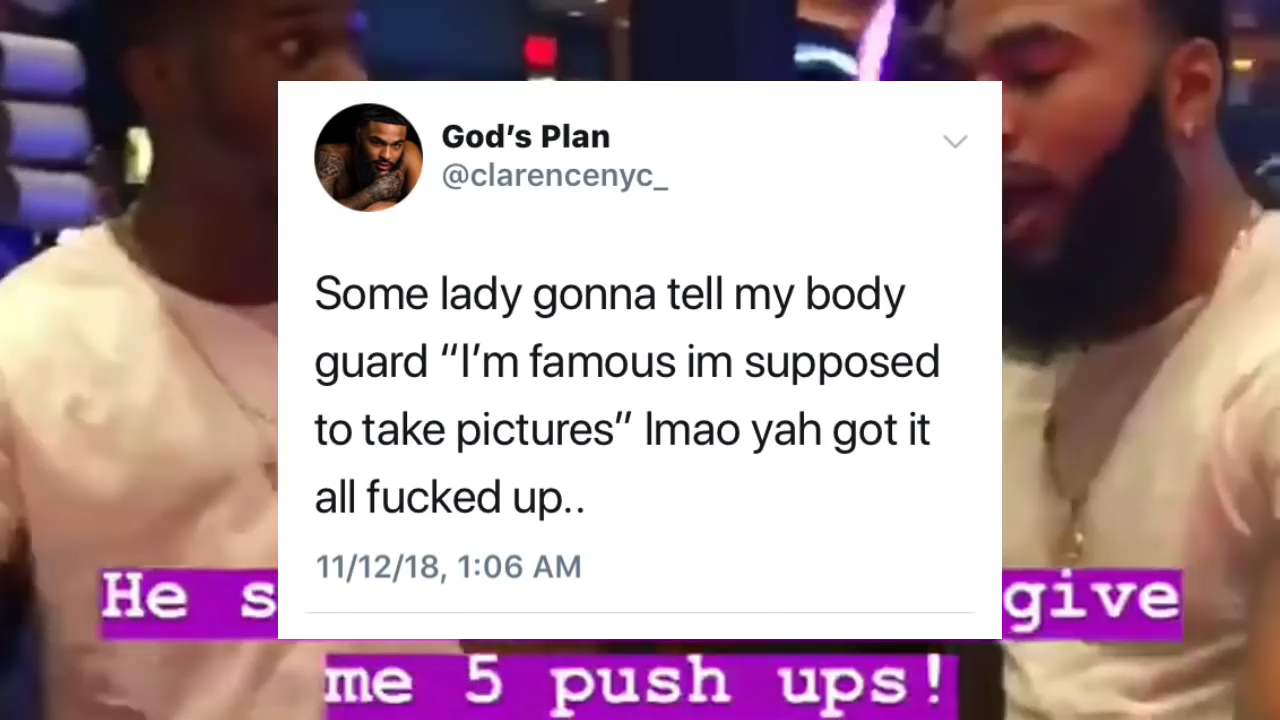 God’s Plan
@clarencenyc_
Some lady gonna tell my body
guard “I’m famous im supposed
to take pictures” lmao yah got it
all fucked up..
11/12/18, 1:06 AM
He s
give
me 5 push ups!